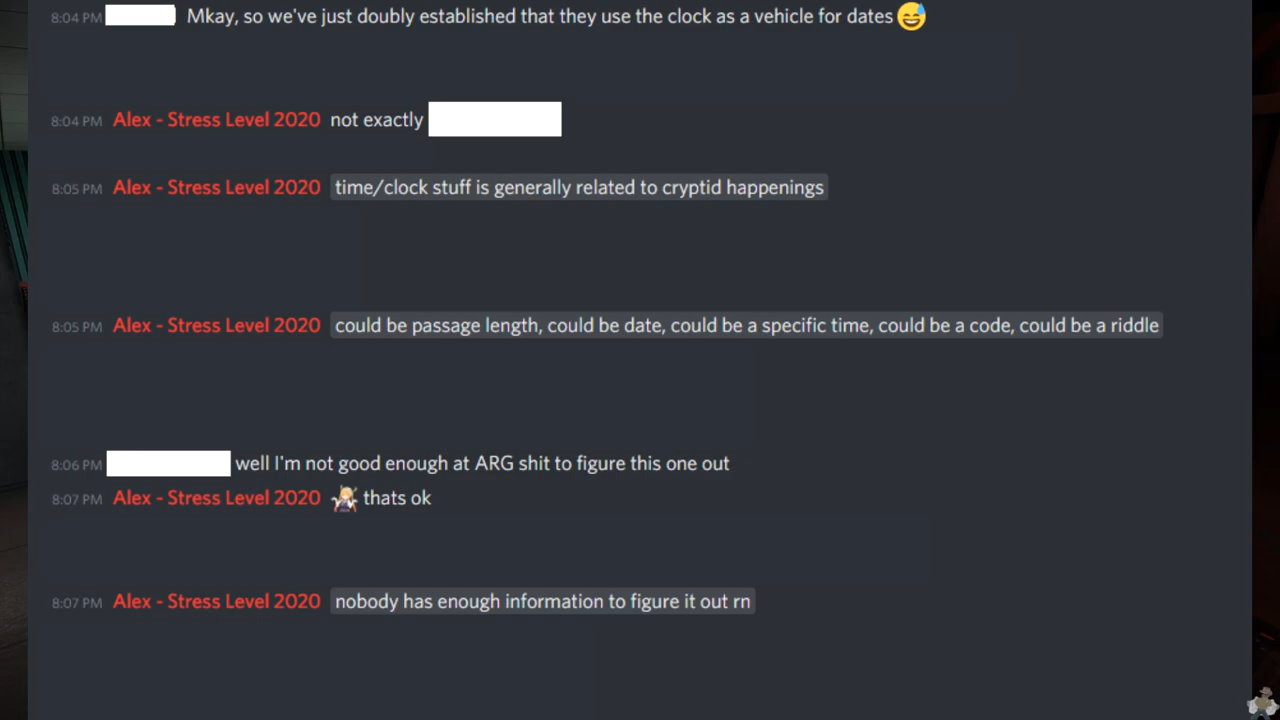 8:04 PM Mkay, so we've just doubly established that they use the clock as a vehicle for dates😅
8:04 PM Alex - Stress Level 2020 not exactly
8:05 PM Alex - Stress Level 2020 time/clock stuff is generally related to cryptid happenings
8:05 PM Alex - Stress Level 2020 could be passage length, could be date, could be a specific time, could be a code, could be a riddle
8:06 PM well I'm not good enough at ARG shit to figure this one out
8:07 PM Alex - Stress Level 2020 thats ok
8:07 PM Alex - Stress Level 2020 nobody has enough information to figure it out rn